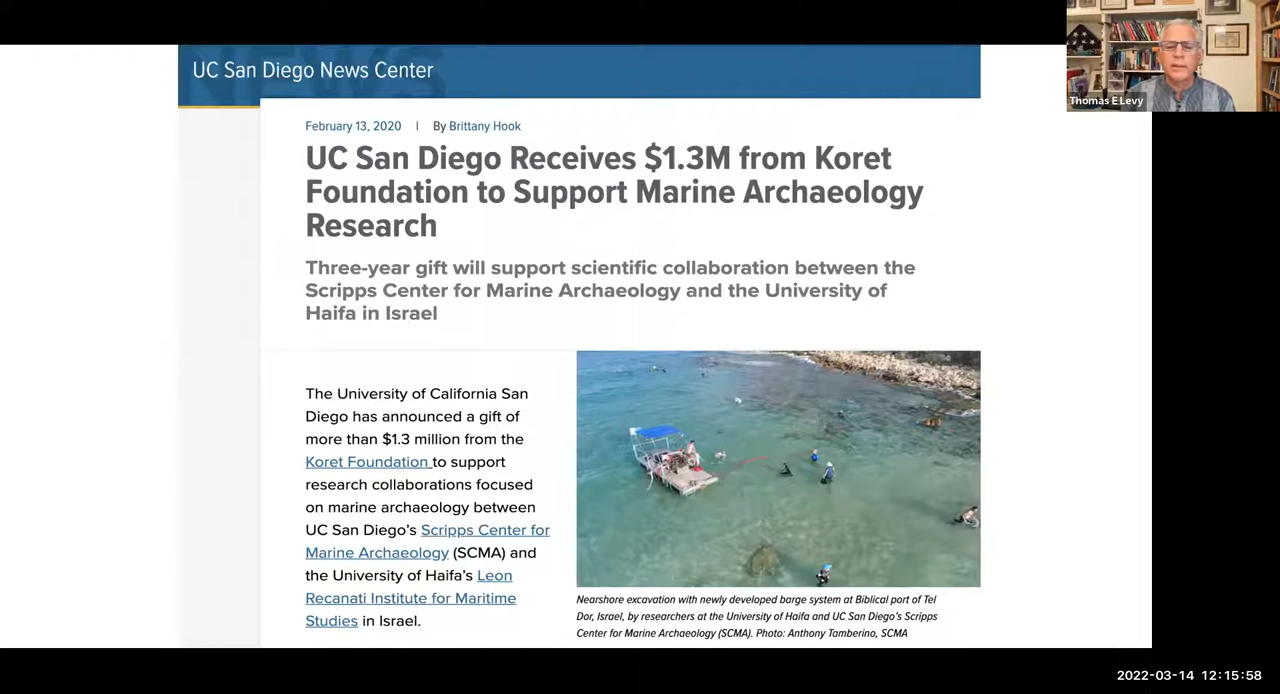 UC San Diego News Center
Thomas E Levy
February 13, 2020 | By Brittany Hook
UC San Diego Receives $1.3M from Koret
Foundation to Support Marine Archaeology
Research
Three-year gift will support scientific collaboration between the
Scripps Center for Marine Archaeology and the University of
Haifa in Israel
The University of California San
Diego has announced a gift of
more than $1.3 million from the
Koret Foundation to support
research collaborations focused
on marine archaeology between
UC San Diego’s Scripps Center for
Marine Archaeology (SCMA) and
the University of Haifa’s Leon
Recanati Institute for Maritime
Studies in Israel.
Nearshore excavation with newly developed barge system at Biblical port of Tel
Dor, Israel, by researchers at the University of Haifa and UC San Diego’s Scripps
Center for Marine Archaeology (SCMA). Photo: Anthony Tamberino, SCMA
2022-03-14 12:15:58